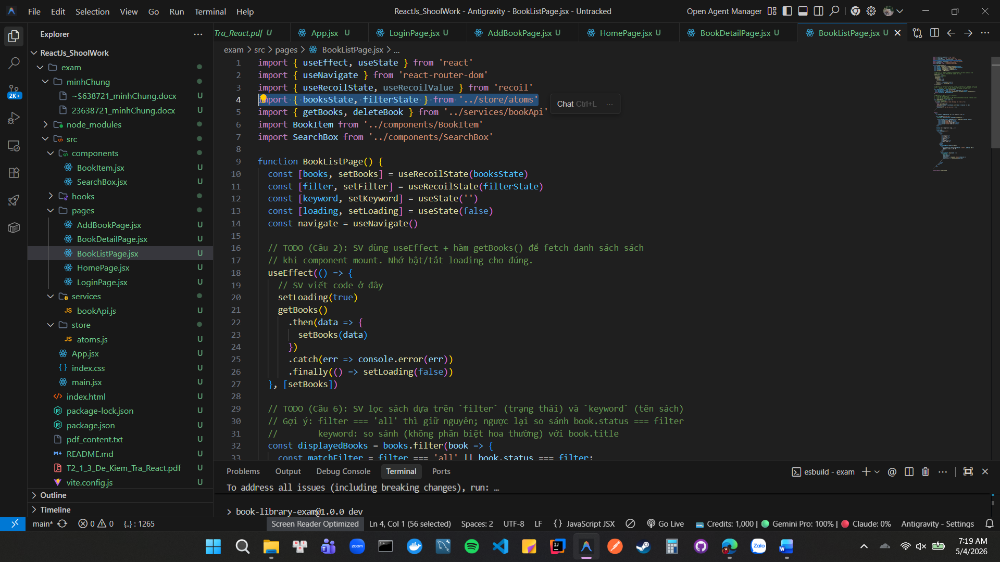 File Edit Selection View Go Run Terminal Help
ReactJs_ShoolWork - Antigravity - BookListPage.jsx - Untracked
Open Agent Manager
Explorer
ReactJs_ShoolWork
exam
minhChung
~$638721_minhChung.docx U
23638721_minhChung.docx U
node_modules
src
components
BookItem.jsx U
SearchBox.jsx U
hooks
pages
AddBookPage.jsx U
BookDetailPage.jsx U
BookListPage.jsx U
HomePage.jsx U
LoginPage.jsx U
services
JS bookApi.js U
store
JS atoms.js U
App.jsx U
{ } index.css U
main.jsx U
index.html U
package-lock.json U
package.json U
pdf_content.txt U
README.md U
T2_1_3_De_Kiem_Tra_React.pdf U
vite.config.js U
Outline
Timeline
2K+
Tra_React.pdf U
App.jsx U
LoginPage.jsx U
AddBookPage.jsx U
HomePage.jsx U
BookDetailPage.jsx U
BookListPage.jsx U
exam > src > pages > BookListPage.jsx > ...
1 import { useEffect, useState } from 'react'
2 import { useNavigate } from 'react-router-dom'
3 import { useRecoilState, useRecoilValue } from 'recoil'
4 import { booksState, filterState } from '../store/atoms'
Chat Ctrl+L ...
5 import { getBooks, deleteBook } from '../services/bookApi'
6 import BookItem from '../components/BookItem'
7 import SearchBox from '../components/SearchBox'
8
9 function BookListPage() {
10 const [books, setBooks] = useRecoilState(booksState)
11 const [filter, setFilter] = useRecoilState(filterState)
12 const [keyword, setKeyword] = useState('')
13 const [loading, setLoading] = useState(false)
14 const navigate = useNavigate()
15
16 // TODO (Câu 2): SV dùng useEffect + hàm getBooks() để fetch danh sách sách
17 // khi component mount. Nhớ bật/tắt loading cho đúng.
18 useEffect(() => {
19 // SV viết code ở đây
20 setLoading(true)
21 getBooks()
22 .then(data => {
23 setBooks(data)
24 })
25 .catch(err => console.error(err))
26 .finally(() => setLoading(false))
27 }, [setBooks])
28
29 // TODO (Câu 6): SV lọc sách dựa trên `filter` (trạng thái) và `keyword` (tên sách)
30 // Gợi ý: filter === 'all' thì giữ nguyên; ngược lại so sánh book.status === filter
31 // keyword: so sánh (không phân biệt hoa thường) với book.title
32 const displayedBooks = books.filter(book => {
33 const matchFilter = filter === 'all' || book.status === filter;
Problems Output Debug Console Terminal Ports
esbuild - exam
To address all issues (including breaking changes), run: …
> book-library-exam@1.0.0 dev
main* 0 0 {..} : 1265
Screen Reader Optimized Ln 4, Col 1 (56 selected) Spaces: 2 UTF-8 LF { } JavaScript JSX Go Live Credits: 1,000 | Gemini Pro: 100% | Claude: 0% Antigravity - Settings
zoom
Zalo
7:19 AM
5/4/2026